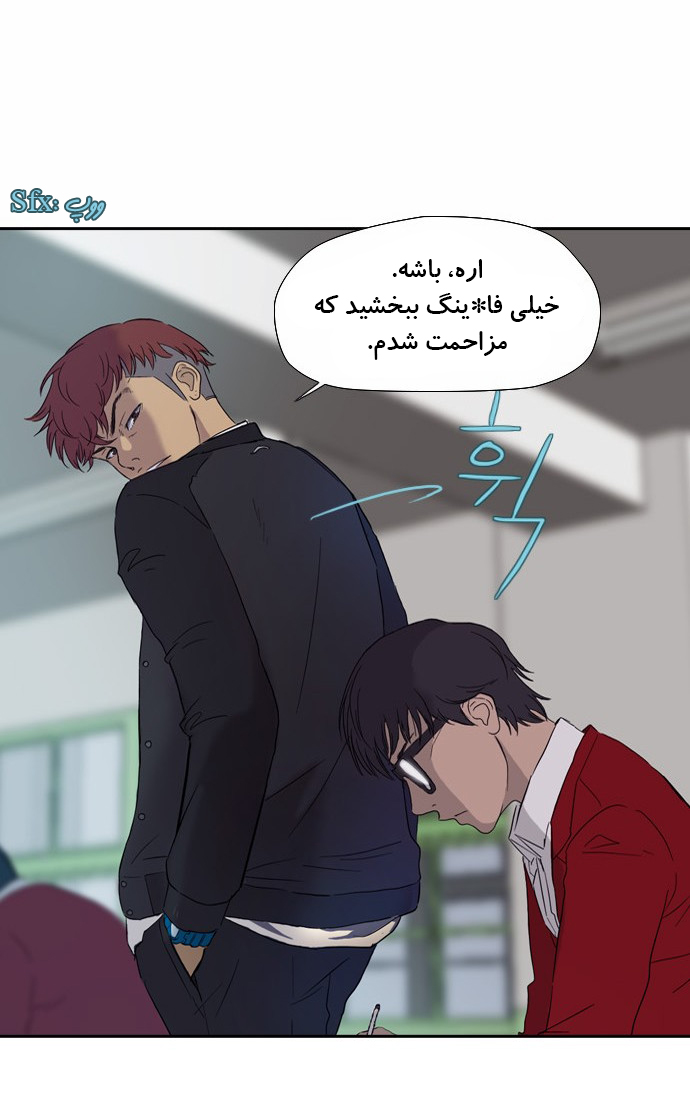 Sfx: ووپ
اره، باشه.
خیلی فا*ینگ ببخشید که
مزاحمت شدم.
휙